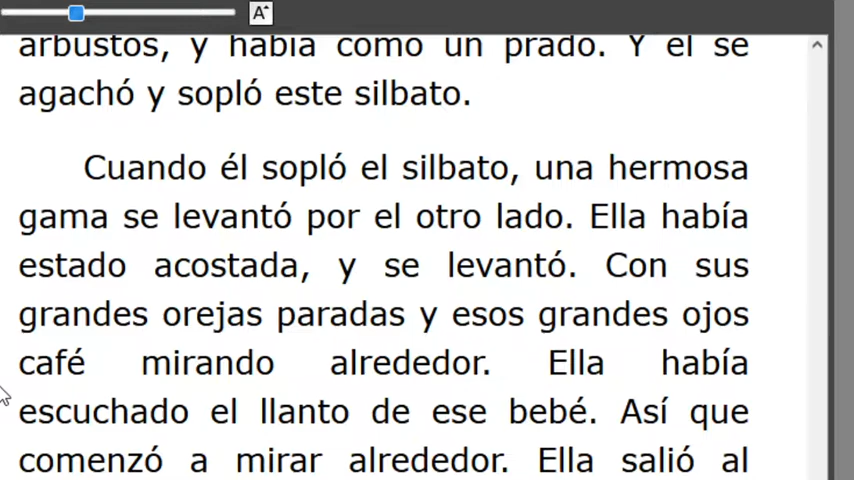 A
arbustos, y había como un prado. Y él se
agachó y sopló este silbato.
Cuando él sopló el silbato, una hermosa
gama se levantó por el otro lado. Ella había
estado acostada, y se levantó. Con sus
grandes orejas paradas y esos grandes ojos
café mirando alrededor. Ella había
escuchado el llanto de ese bebé. Así que
comenzó a mirar alrededor. Ella salió al